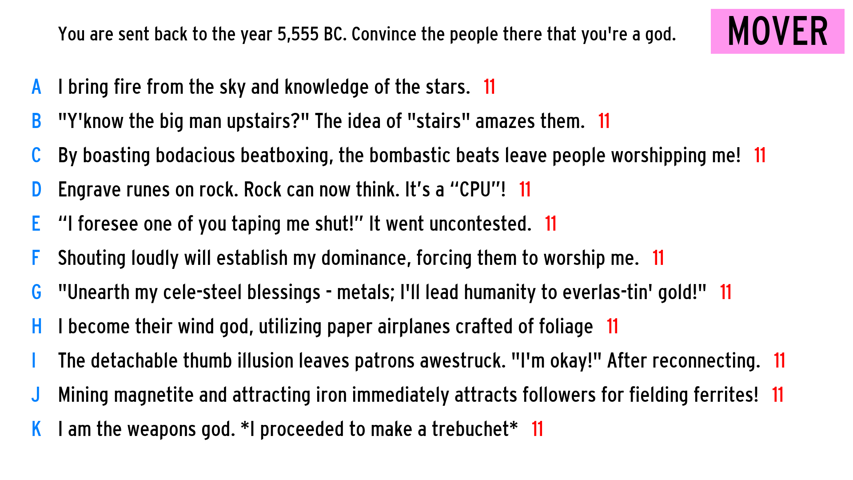 You are sent back to the year 5,555 BC. Convince the people there that you're a god.
MOVER
A I bring fire from the sky and knowledge of the stars. 11
B "Y'know the big man upstairs?" The idea of "stairs" amazes them. 11
C By boasting bodacious beatboxing, the bombastic beats leave people worshipping me! 11
D Engrave runes on rock. Rock can now think. It’s a “CPU”! 11
E “I foresee one of you taping me shut!” It went uncontested. 11
F Shouting loudly will establish my dominance, forcing them to worship me. 11
G "Unearth my cele-steel blessings - metals; I'll lead humanity to everlas-tin' gold!" 11
H I become their wind god, utilizing paper airplanes crafted of foliage 11
I The detachable thumb illusion leaves patrons awestruck. "I'm okay!" After reconnecting. 11
J Mining magnetite and attracting iron immediately attracts followers for fielding ferrites! 11
K I am the weapons god. *I proceeded to make a trebuchet* 11